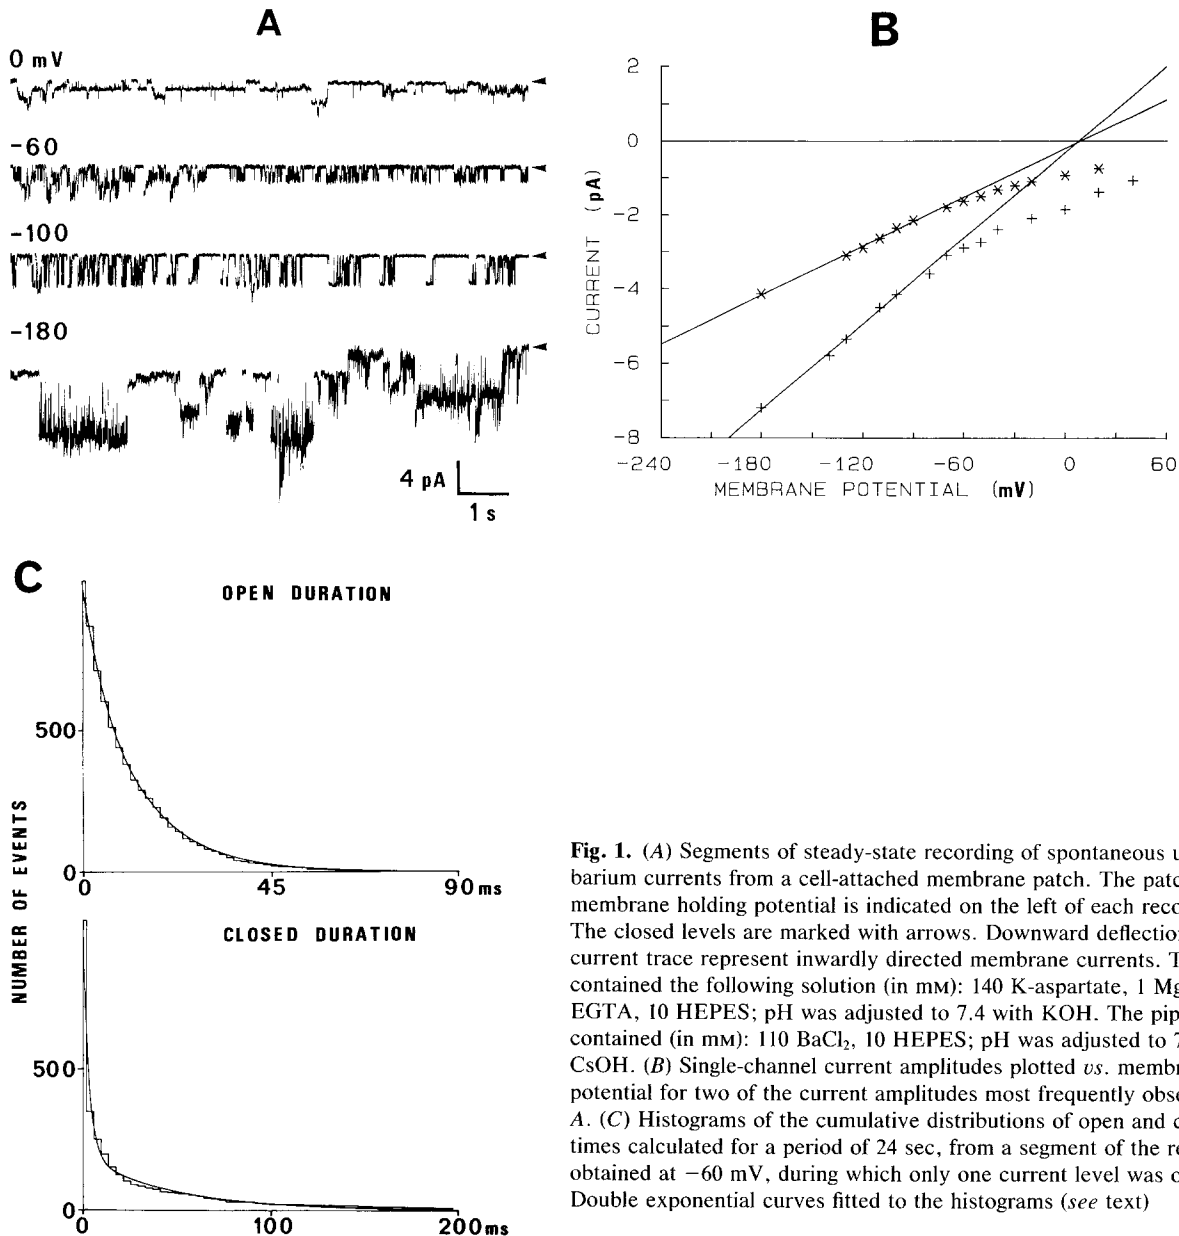 A
0 mV
-60
-100
-180
4 pA
1 s
B
2
0
-2
-4
-6
-8
CURRENT (pA)
-240 -180 -120 -60 0 60
MEMBRANE POTENTIAL (mV)
C
OPEN DURATION
500
0
0 45 90 ms
NUMBER OF EVENTS
CLOSED DURATION
500
0
0 100 200 ms
Fig. 1. (A) Segments of steady-state recording of spontaneous
barium currents from a cell-attached membrane patch. The
membrane holding potential is indicated on the left of each
The closed levels are marked with arrows. Downward
current trace represent inwardly directed membrane currents.
contained the following solution (in mM): 140 K-aspartate, 1
EGTA, 10 HEPES; pH was adjusted to 7.4 with KOH. The
contained (in mM): 110 BaCl₂, 10 HEPES; pH was adjusted to
CsOH. (B) Single-channel current amplitudes plotted vs.
potential for two of the current amplitudes most frequently
A. (C) Histograms of the cumulative distributions of open and
times calculated for a period of 24 sec, from a segment of the
obtained at −60 mV, during which only one current level was
Double exponential curves fitted to the histograms (see text)